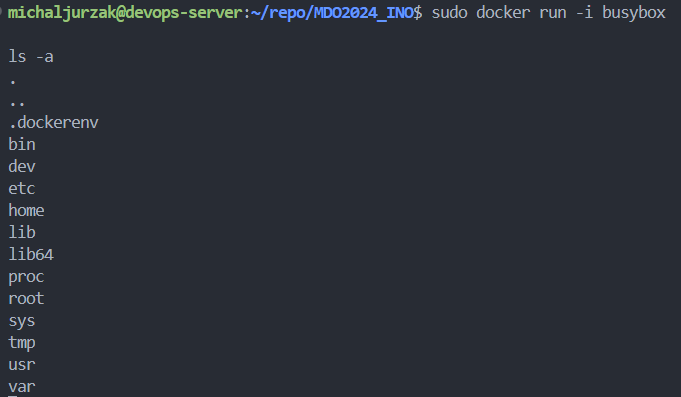 michaljurzak@devops-server:~/repo/MDO2024_INO$ sudo docker run -i busybox
ls -a
.
..
.dockerenv
bin
dev
etc
home
lib
lib64
proc
root
sys
tmp
usr
var